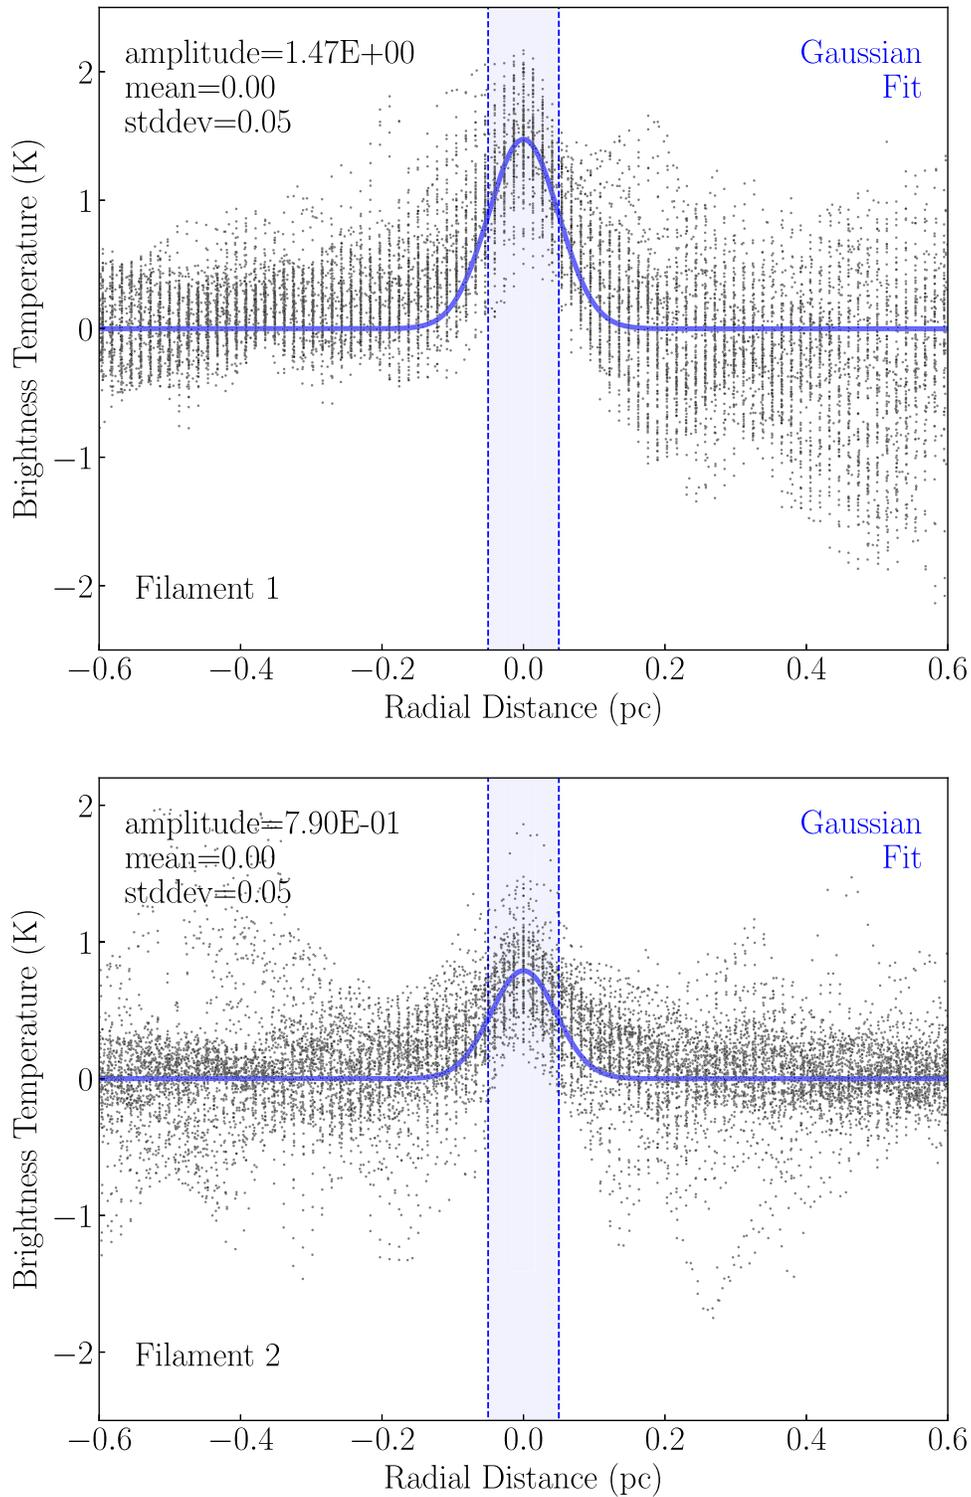 amplitude=1.47E+00
mean=0.00
stddev=0.05
Gaussian
Fit
2
1
0
−1
−2
Brightness Temperature (K)
Filament 1
−0.6 −0.4 −0.2 0.0 0.2 0.4 0.6
Radial Distance (pc)
amplitude=7.90E-01
mean=0.00
stddev=0.05
Gaussian
Fit
2
1
0
−1
−2
Brightness Temperature (K)
Filament 2
−0.6 −0.4 −0.2 0.0 0.2 0.4 0.6
Radial Distance (pc)